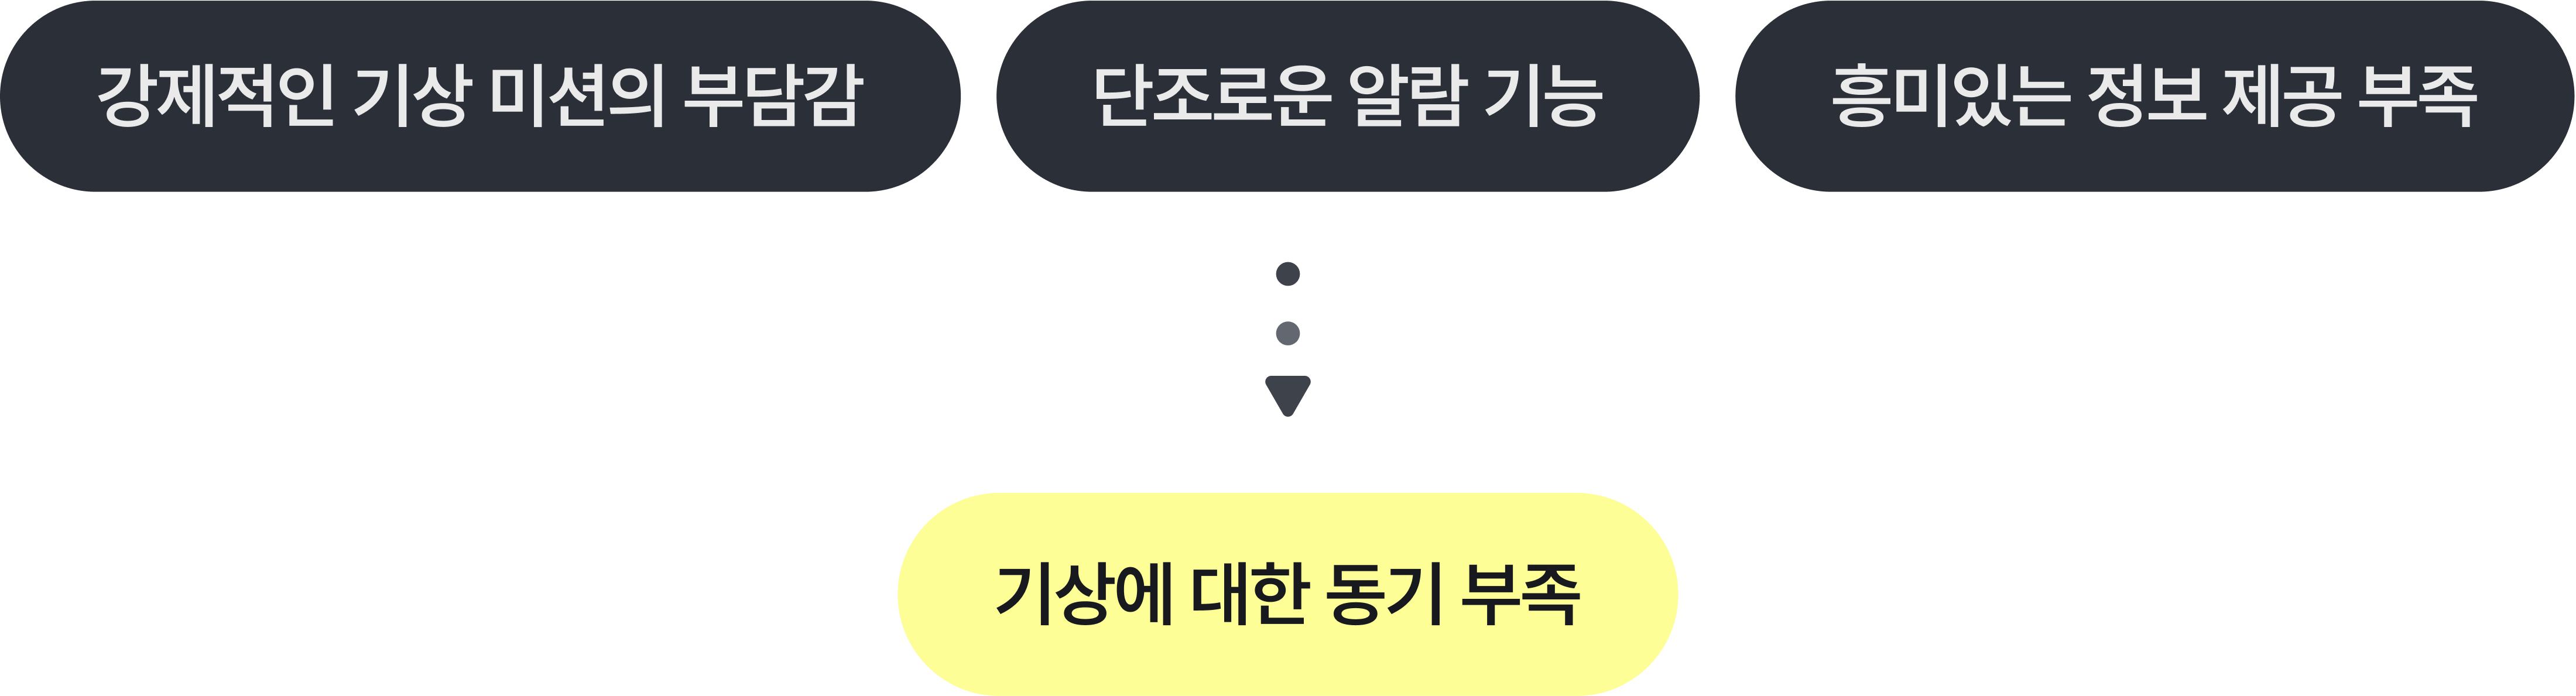 강제적인 기상 미션의 부담감
단조로운 알람 기능
흥미있는 정보 제공 부족
기상에 대한 동기 부족